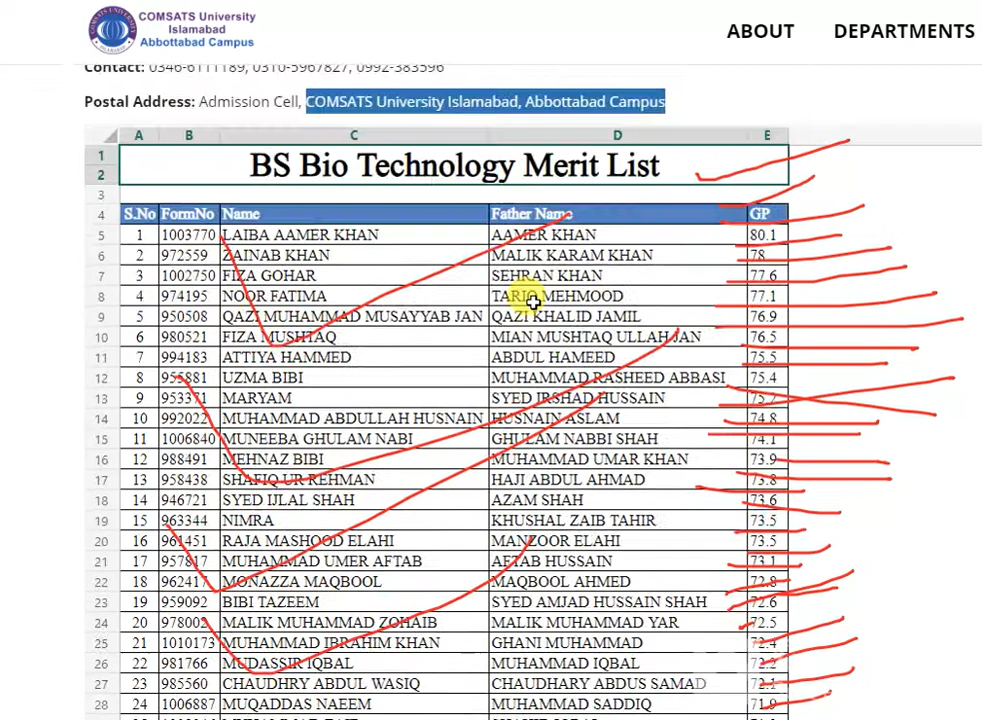 COMSATS University
Islamabad
Abbottabad Campus
ABOUT DEPARTMENTS
Contact: 0346-6111189, 0310-5967827, 0992-383596
Postal Address: Admission Cell, COMSATS University Islamabad, Abbottabad Campus
A B C D E
1
2 BS Bio Technology Merit List
3
4 S.No FormNo Name Father Name GP
5 1 1003770 LAIBA AAMER KHAN AAMER KHAN 80.1
6 2 972559 ZAINAB KHAN MALIK KARAM KHAN 78
7 3 1002750 FIZA GOHAR SEHRAN KHAN 77.6
8 4 974195 NOOR FATIMA TARIQ MEHMOOD 77.1
9 5 950508 QAZI MUHAMMAD MUSAYYAB JAN QAZI KHALID JAMIL 76.9
10 6 980521 FIZA MUSHTAQ MIAN MUSHTAQ ULLAH JAN 76.5
11 7 994183 ATTIYA HAMMED ABDUL HAMEED 75.5
12 8 955881 UZMA BIBI MUHAMMAD RASHEED ABBASI 75.4
13 9 953371 MARYAM SYED IRSHAD HUSSAIN 75.2
14 10 992022 MUHAMMAD ABDULLAH HUSNAIN HUSNAIN ASLAM 74.8
15 11 1006840 MUNEEBA GHULAM NABI GHULAM NABBI SHAH 74.1
16 12 988491 MEHNAZ BIBI MUHAMMAD UMAR KHAN 73.9
17 13 958438 SHAFIQ UR REHMAN HAJI ABDUL AHMAD 73.8
18 14 946721 SYED IJLAL SHAH AZAM SHAH 73.6
19 15 963344 NIMRA KHUSHAL ZAIB TAHIR 73.5
20 16 961451 RAJA MASHOOD ELAHI MANZOOR ELAHI 73.5
21 17 957817 MUHAMMAD UMER AFTAB AFTAB HUSSAIN 73.1
22 18 962417 MONAZZA MAQBOOL MAQBOOL AHMED 72.8
23 19 959092 BIBI TAZEEM SYED AMJAD HUSSAIN SHAH 72.6
24 20 978002 MALIK MUHAMMAD ZOHAIB MALIK MUHAMMAD YAR 72.5
25 21 1010173 MUHAMMAD IBRAHIM KHAN GHANI MUHAMMAD 72.4
26 22 981766 MUDASSIR IQBAL MUHAMMAD IQBAL 72.2
27 23 985560 CHAUDHRY ABDUL WASIQ CHAUDHARY ABDUS SAMAD 72.1
28 24 1006887 MUQADDAS NAEEM MUHAMMAD SADDIQ 71.9